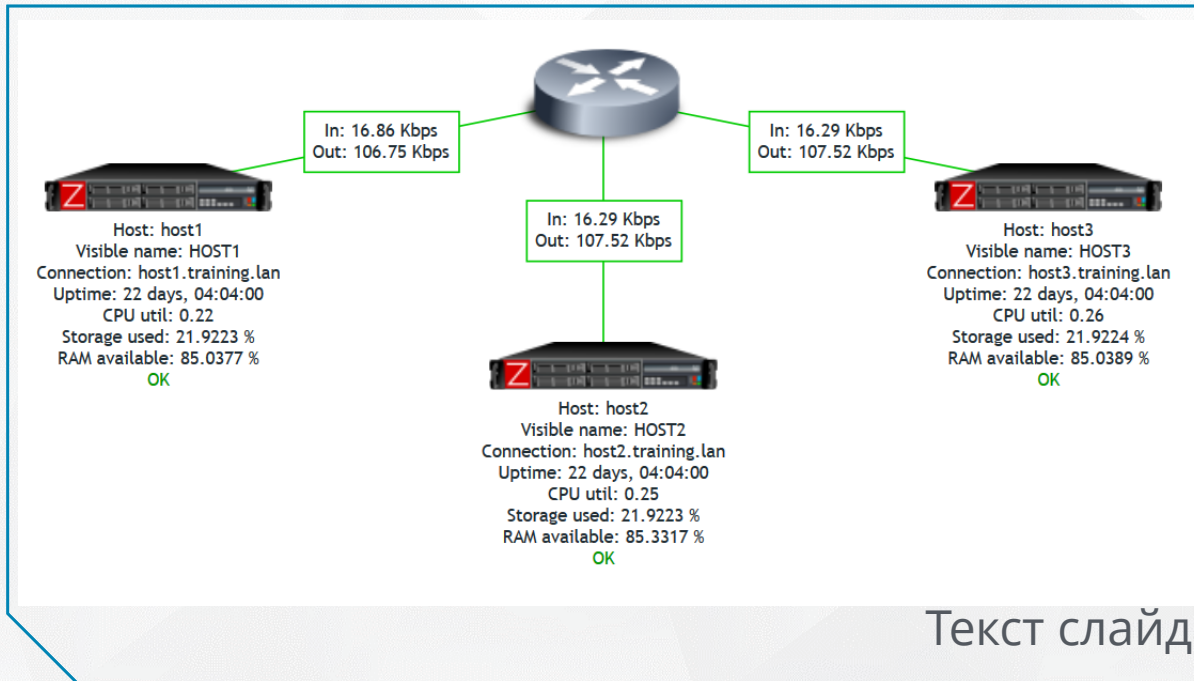 In: 16.86 Kbps
Out: 106.75 Kbps
In: 16.29 Kbps
Out: 107.52 Kbps
In: 16.29 Kbps
Out: 107.52 Kbps
Z
Host: host1
Visible name: HOST1
Connection: host1.training.lan
Uptime: 22 days, 04:04:00
CPU util: 0.22
Storage used: 21.9223 %
RAM available: 85.0377 %
OK
Z
Host: host2
Visible name: HOST2
Connection: host2.training.lan
Uptime: 22 days, 04:04:00
CPU util: 0.25
Storage used: 21.9223 %
RAM available: 85.3317 %
OK
Z
Host: host3
Visible name: HOST3
Connection: host3.training.lan
Uptime: 22 days, 04:04:00
CPU util: 0.26
Storage used: 21.9224 %
RAM available: 85.0389 %
OK
Текст слайд